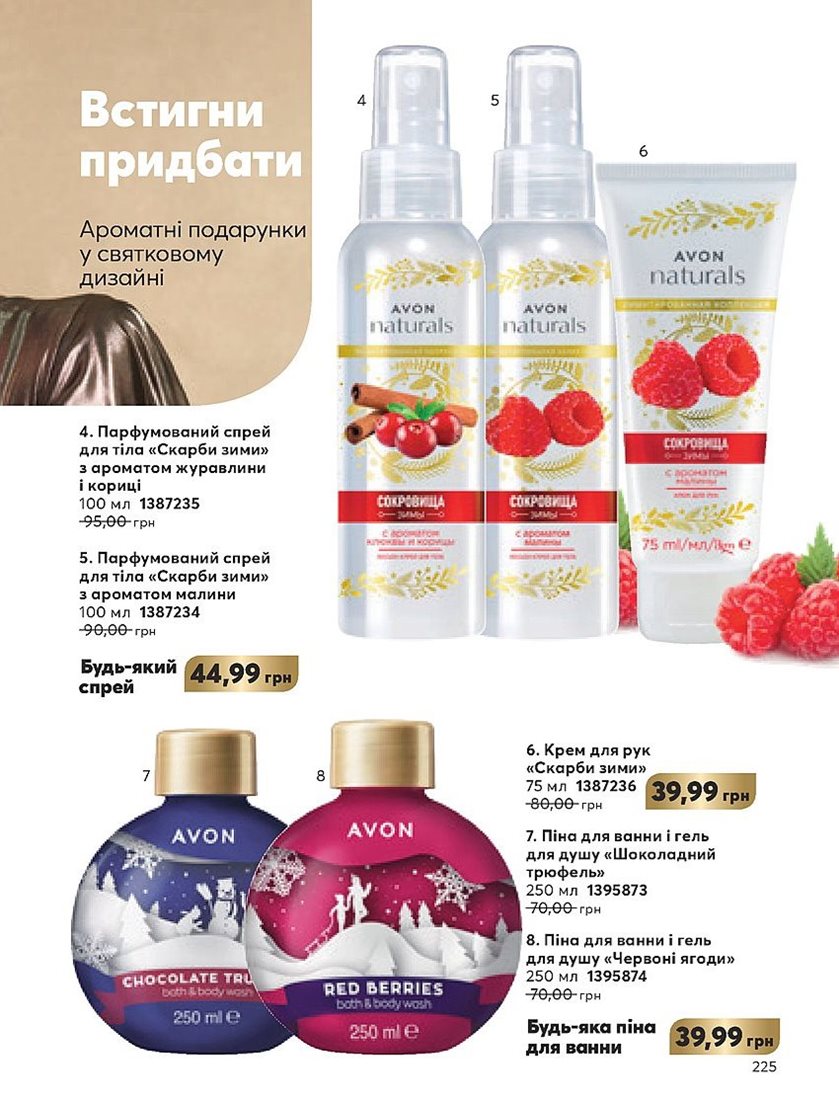 Встигни
придбати
Ароматні подарунки
у святковому
дизайні
4
5
6
AVON
naturals
СОКРОВИЩА
ЗИМЫ
с ароматом
клюквы и корицы
AVON
naturals
СОКРОВИЩА
ЗИМЫ
с ароматом
малины
AVON
naturals
ЛИМИТИРОВАННАЯ КОЛЛЕКЦИЯ
СОКРОВИЩА
ЗИМЫ
с ароматом
малины
КРЕМ ДЛЯ РУК
75 ml/мл/
4. Парфумований спрей
для тіла «Скарби зими»
з ароматом журавлини
і кориці
100 мл 1387235
95,00 грн
5. Парфумований спрей
для тіла «Скарби зими»
з ароматом малини
100 мл 1387234
90,00 грн
Будь-який
спрей
44,99 грн
7
8
AVON
CHOCOLATE TRU
bath & body wash
250 ml e
AVON
RED BERRIES
bath & body wash
250 ml e
6. Крем для рук
«Скарби зими»
75 мл 1387236
80,00 грн
39,99 грн
7. Піна для ванни і гель
для душу «Шоколадний
трюфель»
250 мл 1395873
70,00 грн
8. Піна для ванни і гель
для душу «Червоні ягоди»
250 мл 1395874
70,00 грн
Будь-яка піна
для ванни
39,99 грн
225